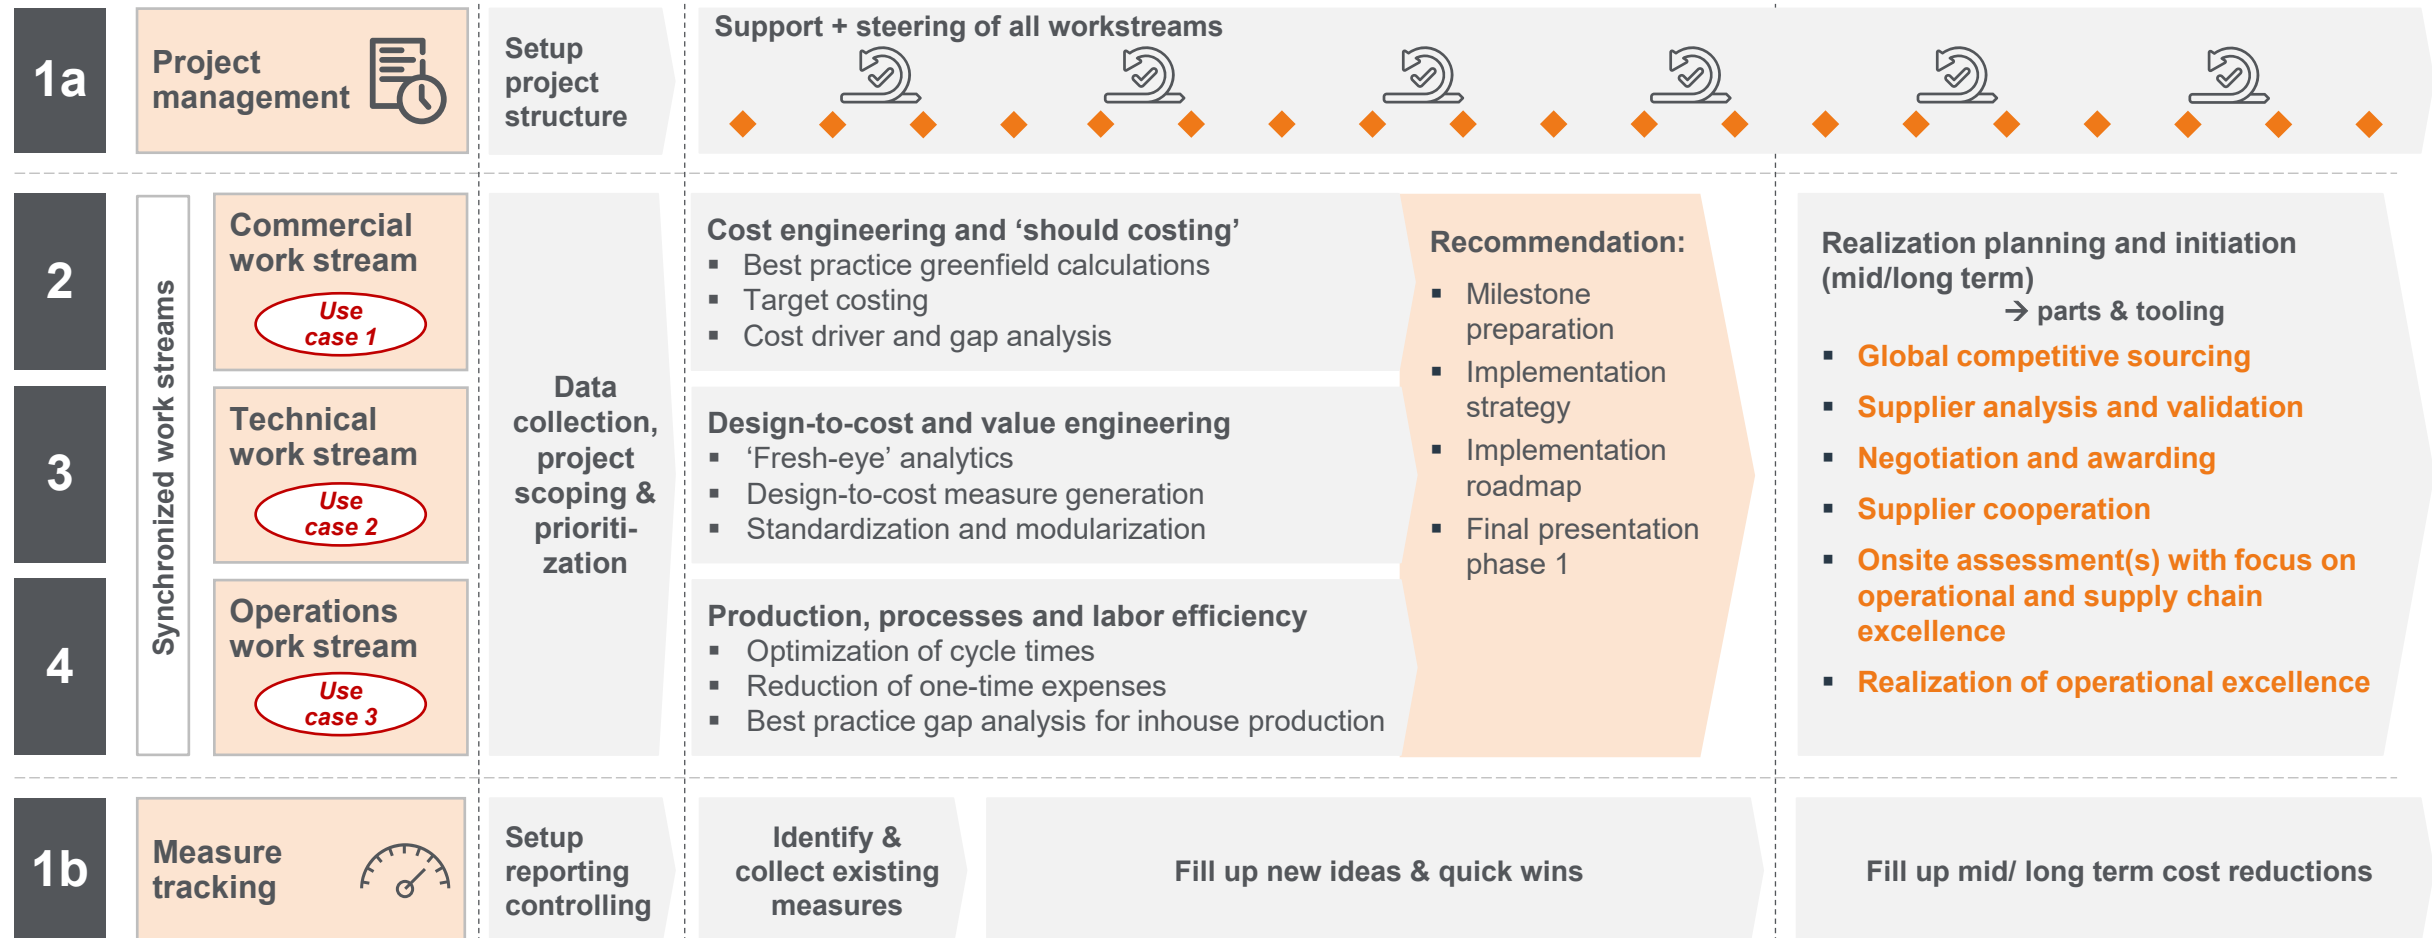 1a
Project
management
Setup
project
structure
Support + steering of all workstreams
Synchronized work streams
2
Commercial
work stream
Use
case 1
3
Technical
work stream
Use
case 2
4
Operations
work stream
Use
case 3
Data
collection,
project
scoping &
prioriti-
zation
Cost engineering and ‘should costing’
▪ Best practice greenfield calculations
▪ Target costing
▪ Cost driver and gap analysis
Design-to-cost and value engineering
▪ ‘Fresh-eye’ analytics
▪ Design-to-cost measure generation
▪ Standardization and modularization
Production, processes and labor efficiency
▪ Optimization of cycle times
▪ Reduction of one-time expenses
▪ Best practice gap analysis for inhouse production
Recommendation:
▪ Milestone
preparation
▪ Implementation
strategy
▪ Implementation
roadmap
▪ Final presentation
phase 1
Realization planning and initiation
(mid/long term)
→ parts & tooling
▪ Global competitive sourcing
▪ Supplier analysis and validation
▪ Negotiation and awarding
▪ Supplier cooperation
▪ Onsite assessment(s) with focus on
operational and supply chain
excellence
▪ Realization of operational excellence
1b
Measure
tracking
Setup
reporting
controlling
Identify &
collect existing
measures
Fill up new ideas & quick wins
Fill up mid/ long term cost reductions